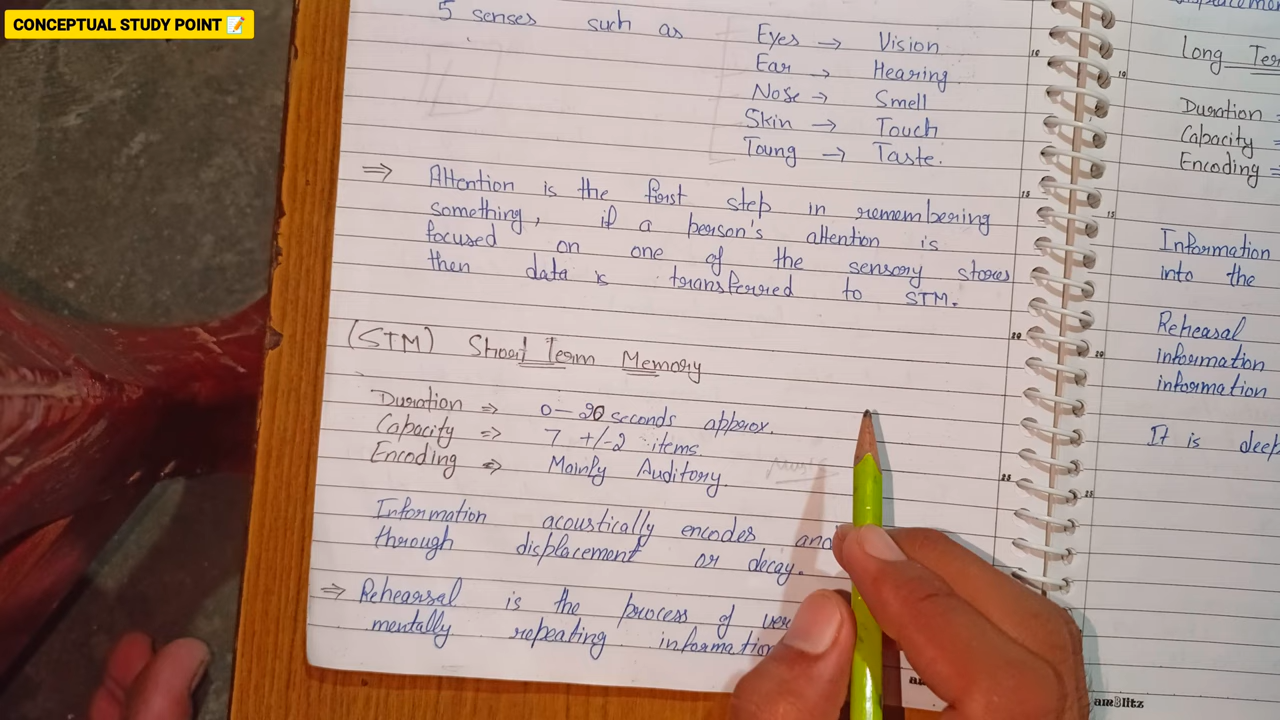 CONCEPTUAL STUDY POINT 📝
5 senses such as Eyes → Vision
Ear → Hearing
Nose → Smell
Skin → Touch
Toung → Taste.
⇒ Attention is the first step in remembering
something, if a person's attention is
focused on one of the sensory stores
then data is transferred to STM.
(STM) Short Term Memory
Duration ⇒ 0-20 seconds approx.
Capacity ⇒ 7 +/-2 items.
Encoding ⇒ Mainly Auditory.
Information acoustically encodes and
through displacement or decay.
⇒ Rehearsal is the process of
mentally repeating information
Long
Duration
Capacity =
Encoding =
Information
into the
Reheasal
information
information
It is deep